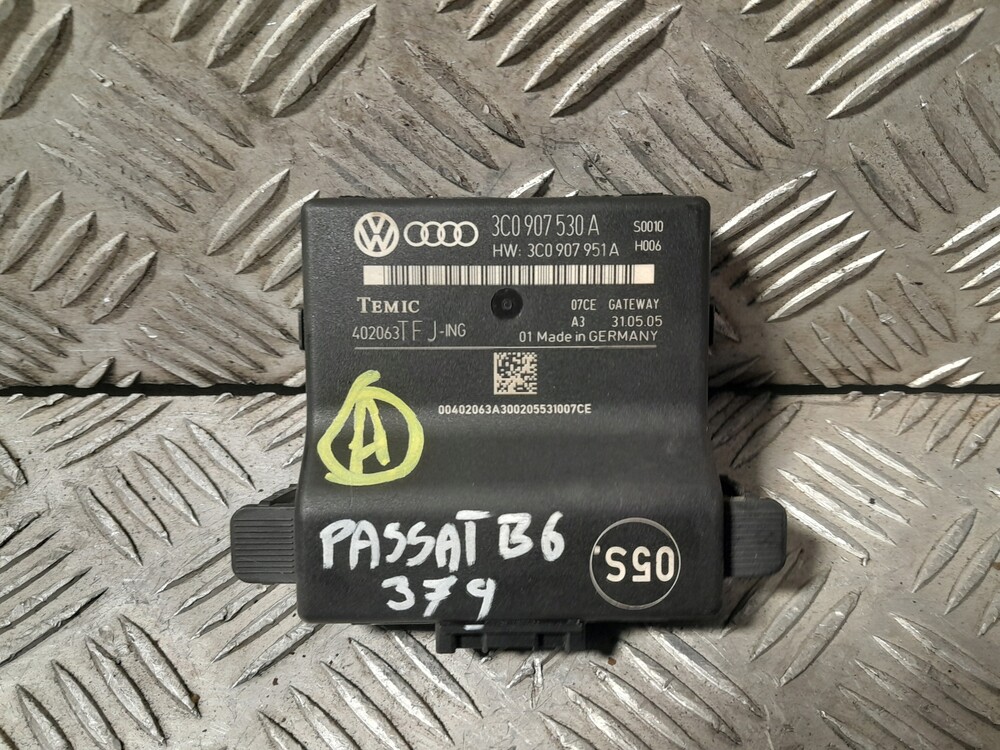 3C0 907 530 A S0010
HW: 3C0 907 951 A H006
TEMIC 07CE GATEWAY
402063TFJ-ING A3 31.05.05
01 Made in GERMANY
00402063A300205531007CE
A
PASSAT B6
379
05S.